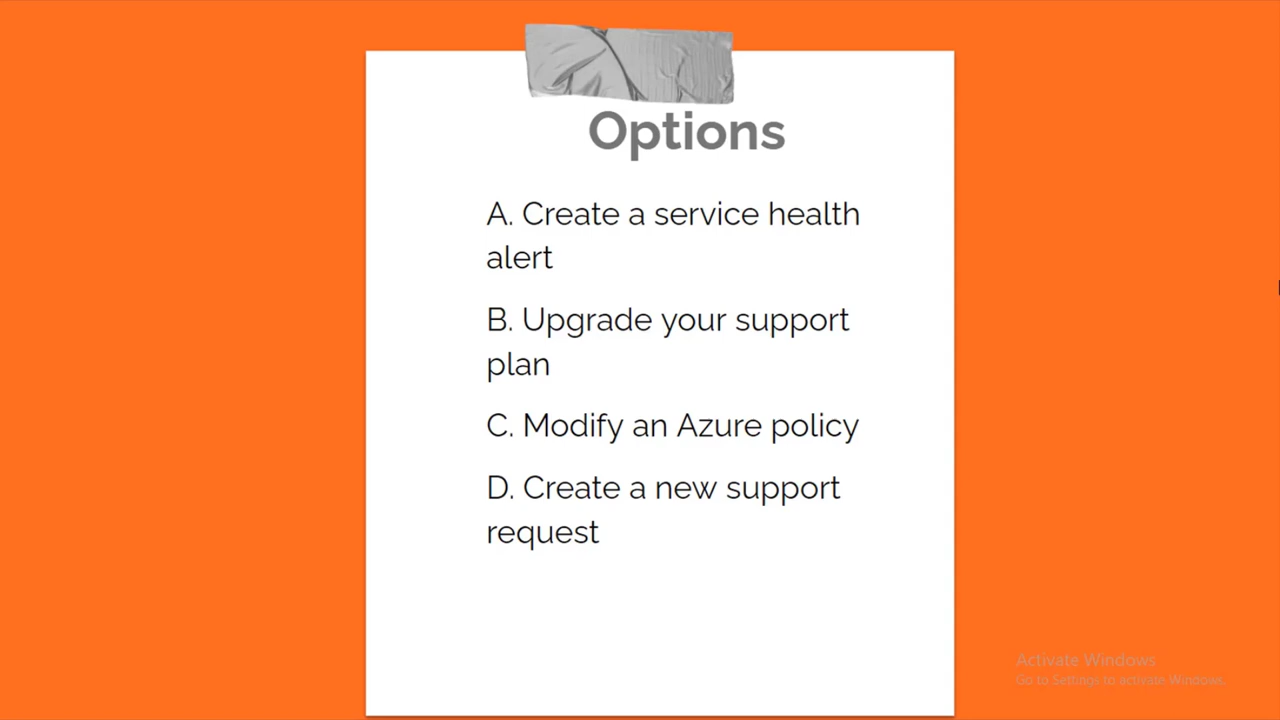 Options
A. Create a service health
alert
B. Upgrade your support
plan
C. Modify an Azure policy
D. Create a new support
request
Activate Windows
Go to Settings to activate Windows.